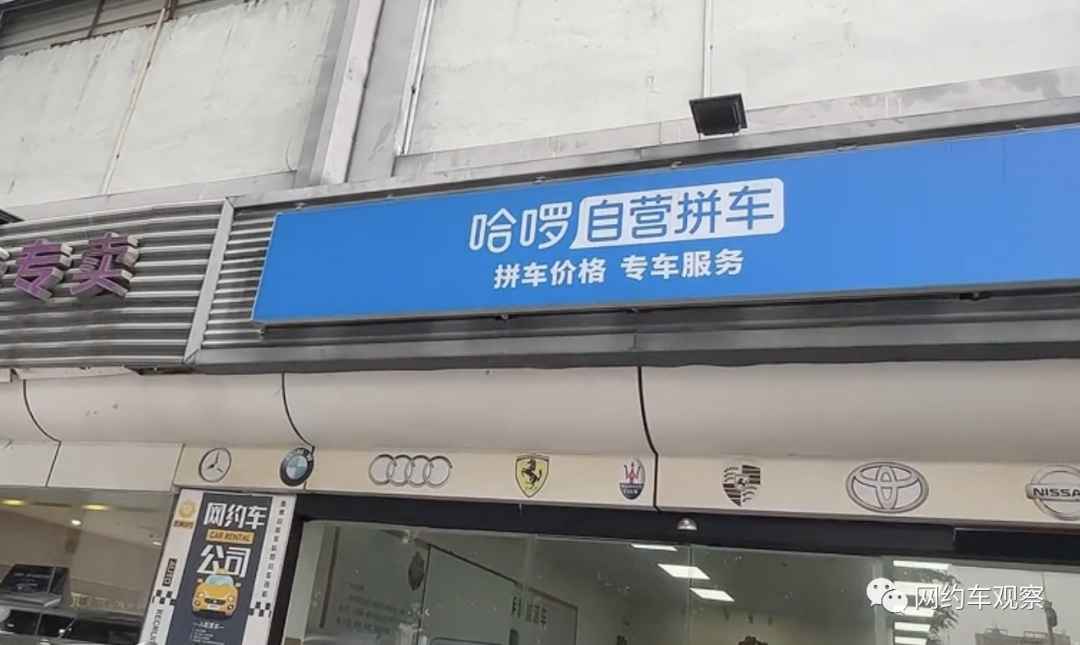 专卖
哈啰自营拼车
拼车价格 专车服务
NISSAN
网约车
CAR RENTAL
公司
AUTO
网约车观察